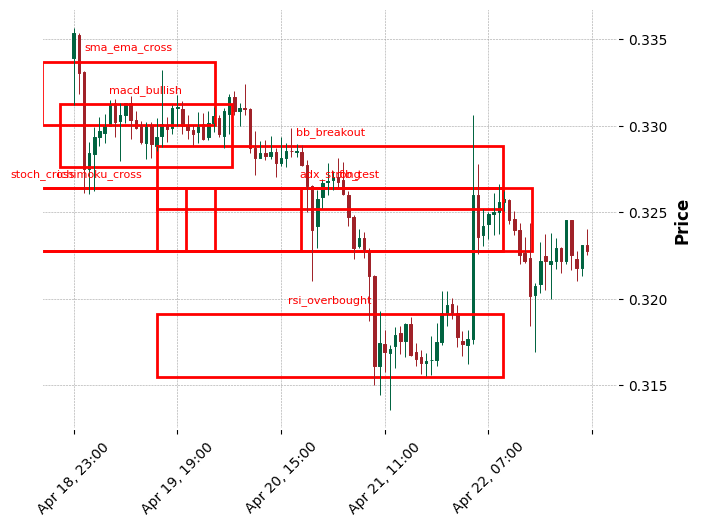 sma_ema_cross
macd_bullish
bb_breakout
stoch_cross
ichimoku_cross
rsi_overbought
0.335
0.330
0.325
0.320
0.315
Price
Apr 18, 23:00
Apr 19, 19:00
Apr 20, 15:00
Apr 21, 11:00
Apr 22, 07:00